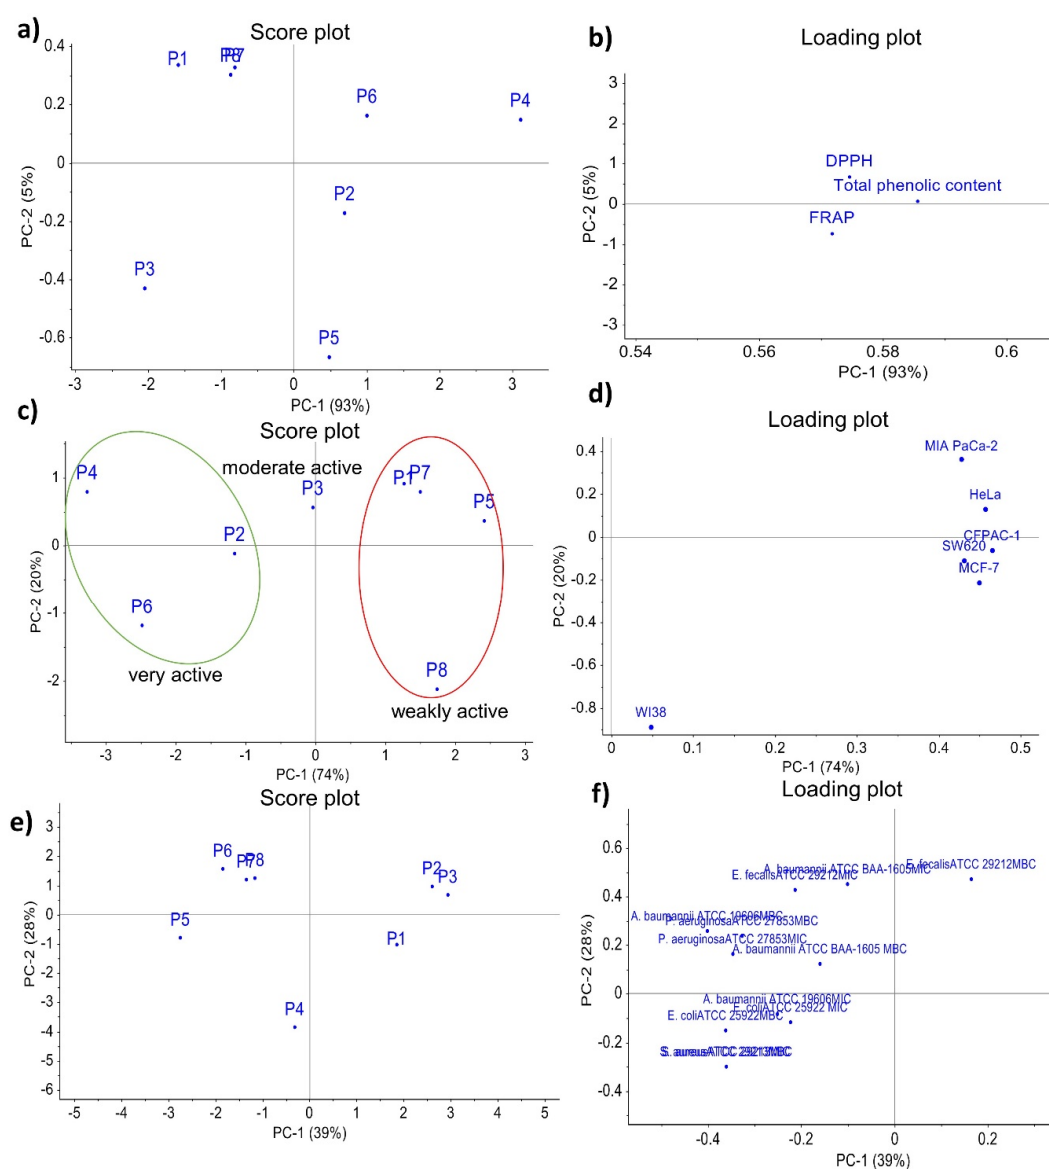 a)
Score plot
0.4
0.2
0
-0.2
-0.4
-0.6
PC-2 (5%)
P1
P7
P6
P4
P2
P3
P5
-3
-2
-1
0
1
2
3
PC-1 (93%)
b)
Loading plot
3
2
1
0
-1
-2
-3
PC-2 (5%)
DPPH
Total phenolic content
FRAP
0.54
0.56
0.58
0.6
PC-1 (93%)
c)
Score plot
1
0
-1
-2
PC-2 (20%)
moderate active
P4
P3
P1
P7
P5
P2
P6
P8
very active
weakly active
-3
-2
-1
0
1
2
3
PC-1 (74%)
d)
Loading plot
0.4
0.2
0
-0.2
-0.4
-0.6
-0.8
PC-2 (20%)
MIA PaCa-2
HeLa
CFPAC-1
SW620
MCF-7
WI38
0
0.1
0.2
0.3
0.4
0.5
PC-1 (74%)
e)
Score plot
3
2
1
0
-1
-2
-3
-4
-5
-6
PC-2 (28%)
P6
P7
P8
P2
P3
P5
P1
P4
-5
-4
-3
-2
-1
0
1
2
3
4
5
PC-1 (39%)
f)
Loading plot
0.6
0.4
0.2
0
-0.2
-0.4
PC-2 (28%)
A. baumannii ATCC BAA-1605MIC
E. fecalisATCC 29212MBC
E. fecalisATCC 29212MIC
A. baumannii ATCC 19606MBC
P. aeruginosaATCC 27853MBC
P. aeruginosaATCC 27853MIC
A. baumannii ATCC BAA-1605 MBC
A. baumannii ATCC 19606MIC
E. coliATCC 25922 MIC
E. coliATCC 25922MBC
-0.4
-0.2
0
0.2
PC-1 (39%)